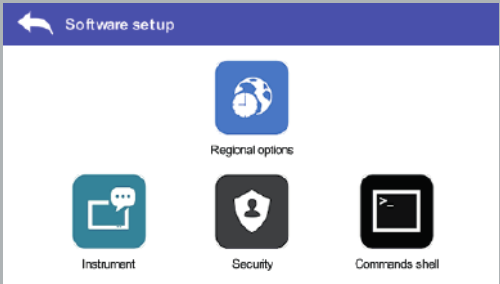 Software setup
Regional options
>_
Instrument
Security
Commands shell